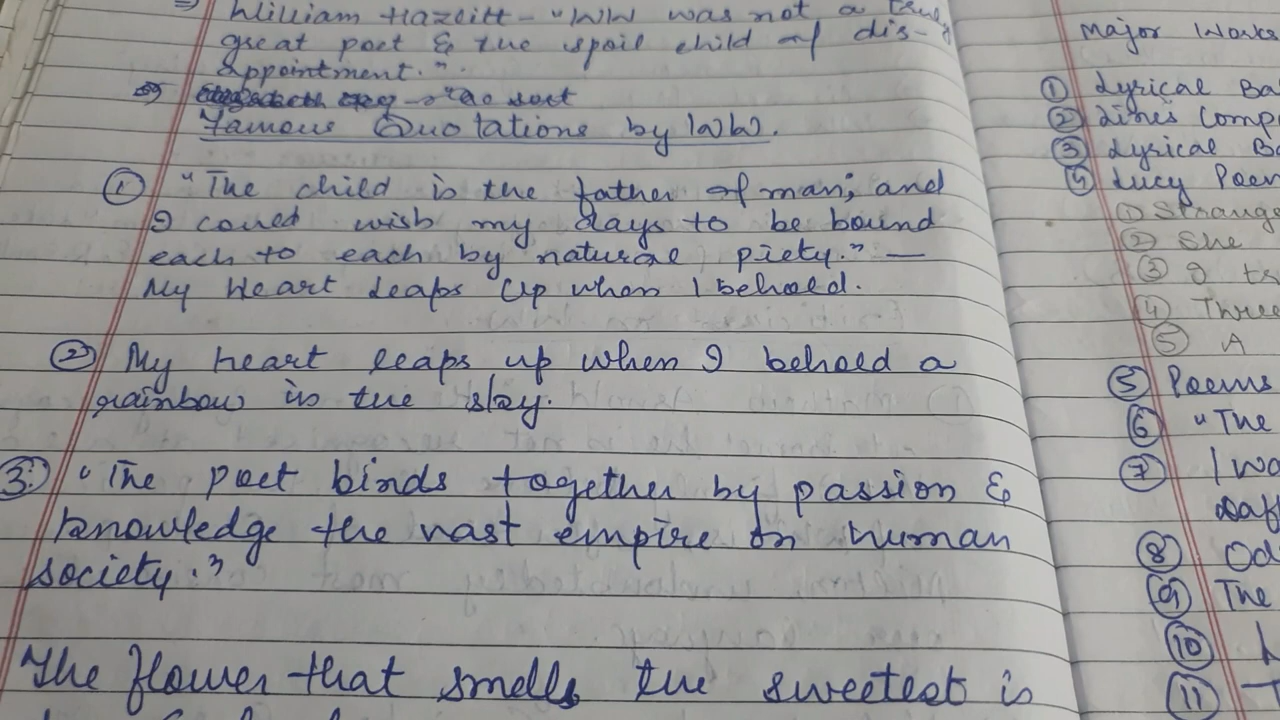 William Hazlitt - "WW was not a truly
great poet & the spoil child of dis-
appointment.".
Famous Quotations by WW.
① "The child is the father of man; and
I could wish my days to be bound
each to each by natural piety." —
My Heart Leaps Up when I behold.
② My heart leaps up when I behold a
rainbow in the sky.
3. "The poet binds together by passion &
knowledge the vast empire on human
society."
The flower that smells the sweetest is
Major Works
① Lyrical Ba
② Lines Comp
③ Lyrical Ba
④ Lucy Poem
① Strang
② She
③ I tr
④ Three
⑤ A
⑤ Poems
⑥ "The
⑦ I wa
Daff
⑧ Od
⑨ The
⑩
⑪ T